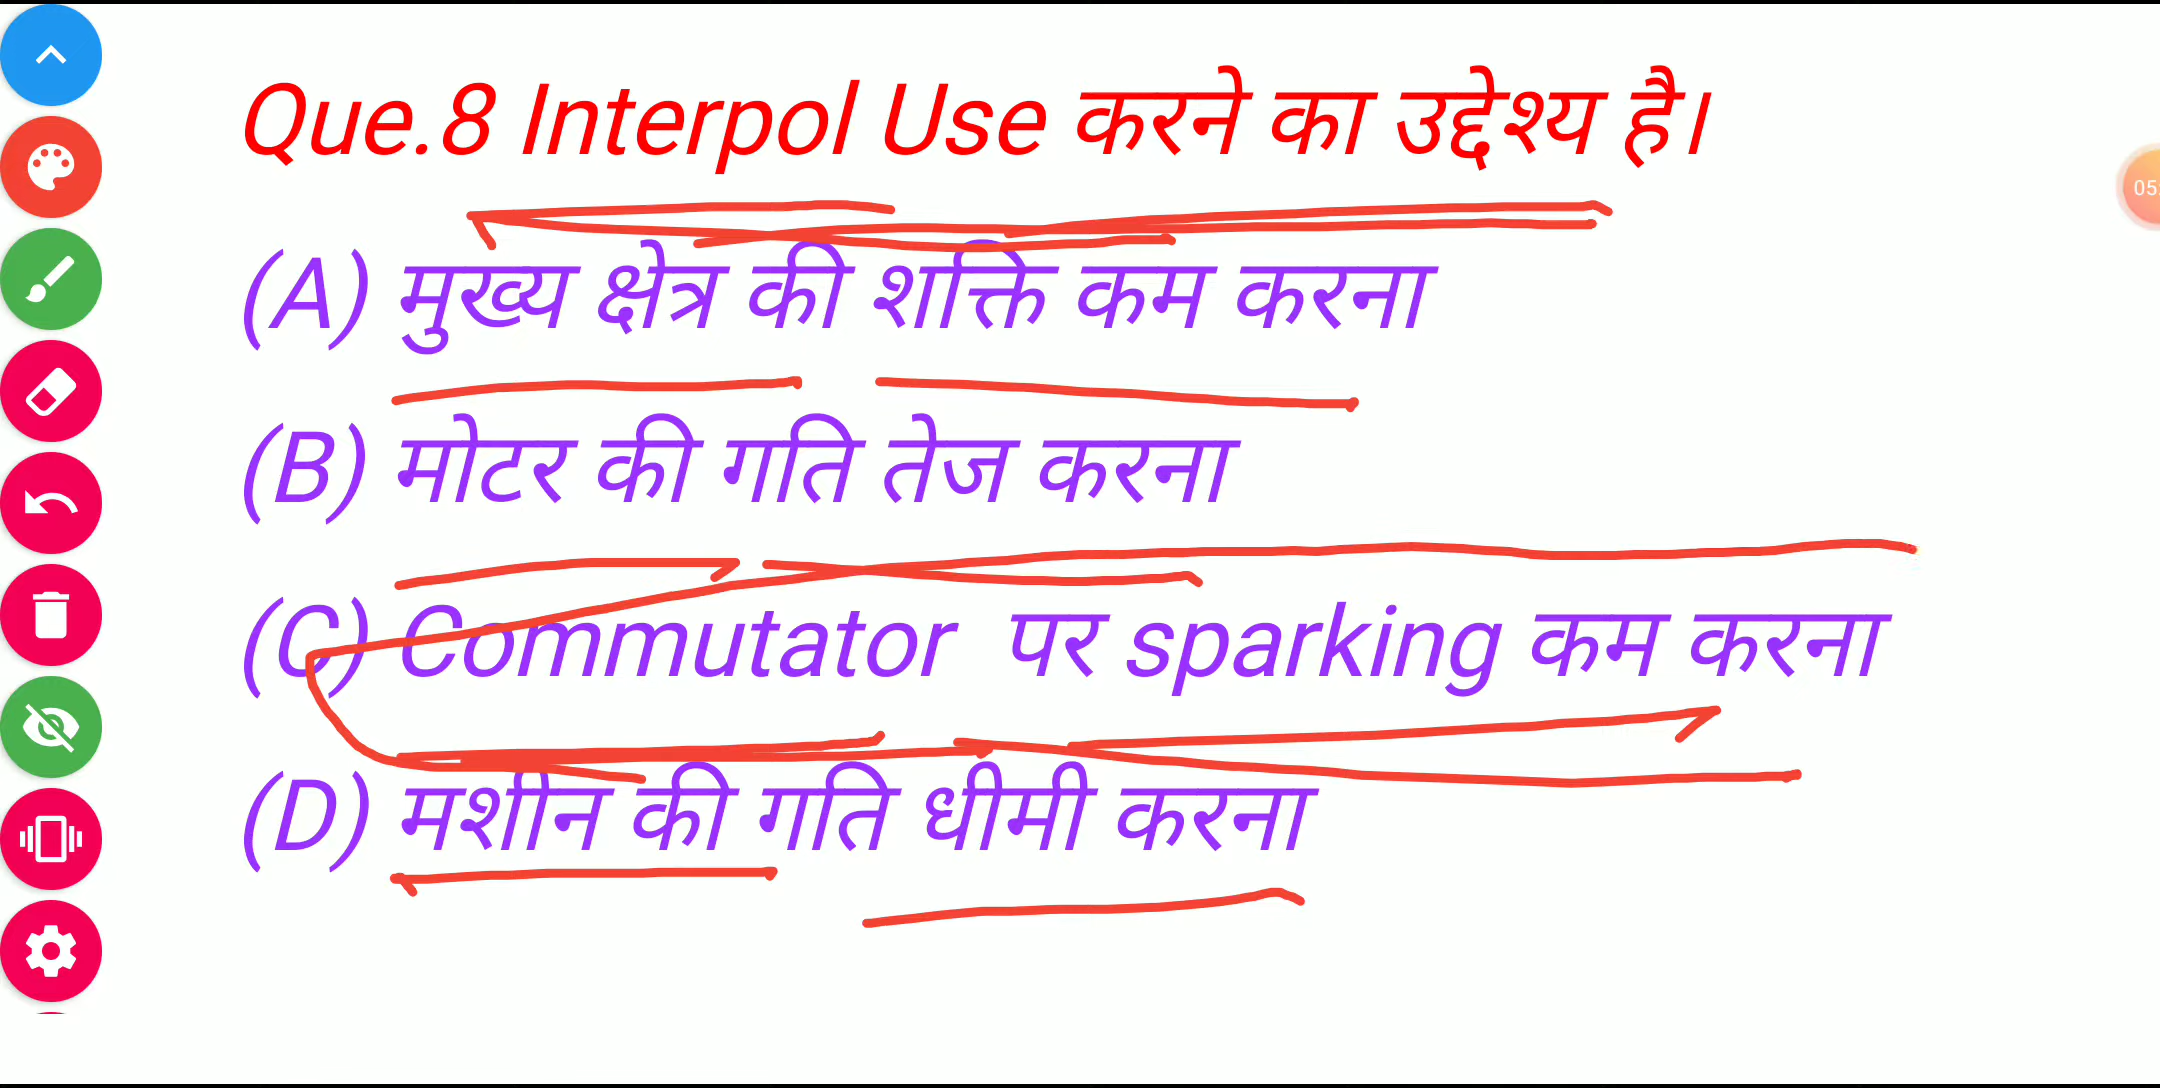 Que.8 Interpol Use करने का उद्देश्य है।
05:
(A) मुख्य क्षेत्र की शक्ति कम करना
(B) मोटर की गति तेज करना
(C) Commutator पर sparking कम करना
(D) मशीन की गति धीमी करना